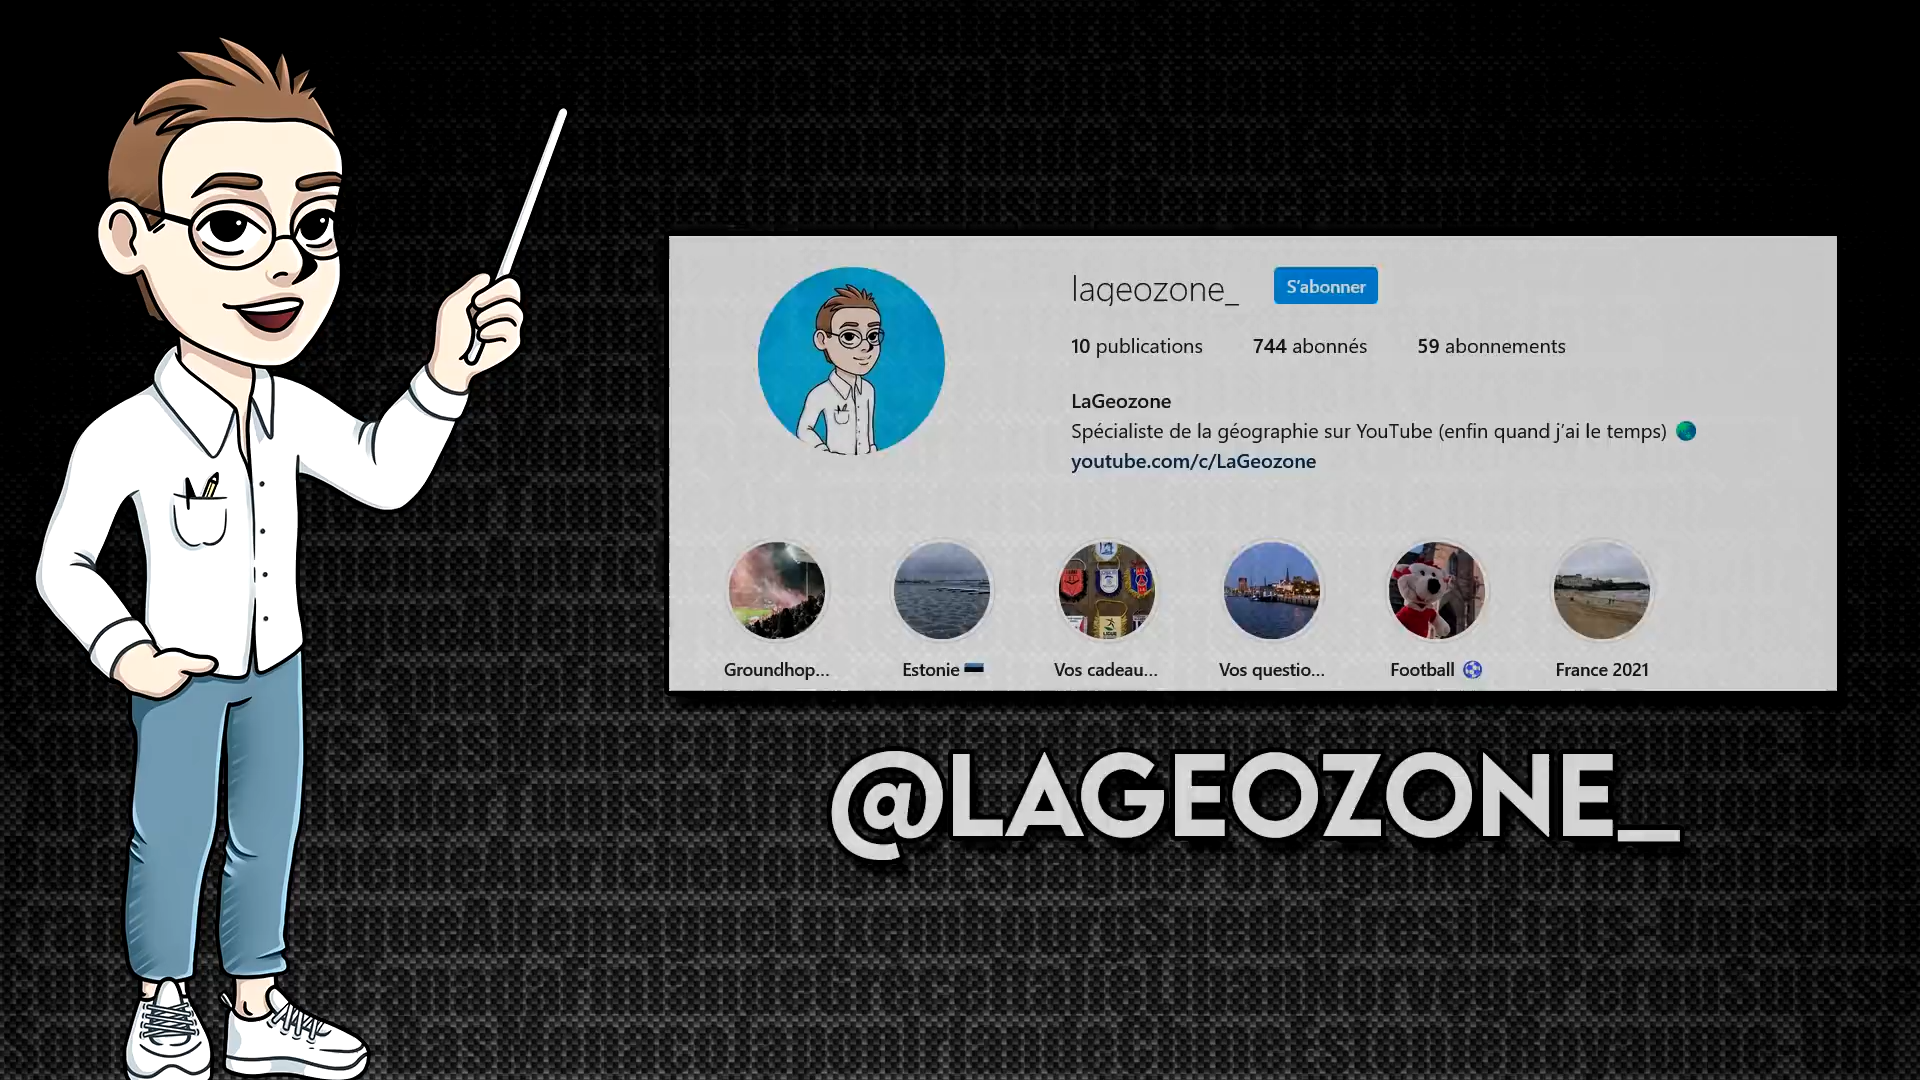 laqeozone_
S'abonner
10 publications
744 abonnés
59 abonnements
LaGeozone
Spécialiste de la géographie sur YouTube (enfin quand j'ai le temps)
youtube.com/c/LaGeozone
Groundhop...
Estonie
Vos cadeau...
Vos questio...
Football
France 2021
@LAGEOZONE_